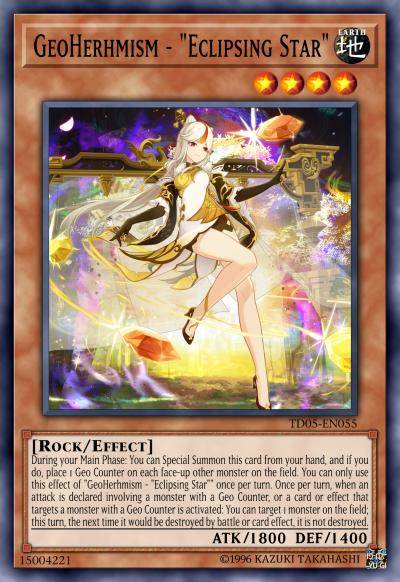 GeoHerhmism - "Eclipsing Star"
EARTH
地
TD05-EN055
[Rock/Effect]
During your Main Phase: You can Special Summon this card from your hand, and if you
do, place 1 Geo Counter on each face-up other monster on the field. You can only use
this effect of "GeoHerhmism - "Eclipsing Star"" once per turn. Once per turn, when an
attack is declared involving a monster with a Geo Counter, or a card or effect that
targets a monster with a Geo Counter is activated: You can target 1 monster on the field;
this turn, the next time it would be destroyed by battle or card effect, it is not destroyed.
ATK/1800 DEF/1400
15004221
©1996 KAZUKI TAKAHASHI